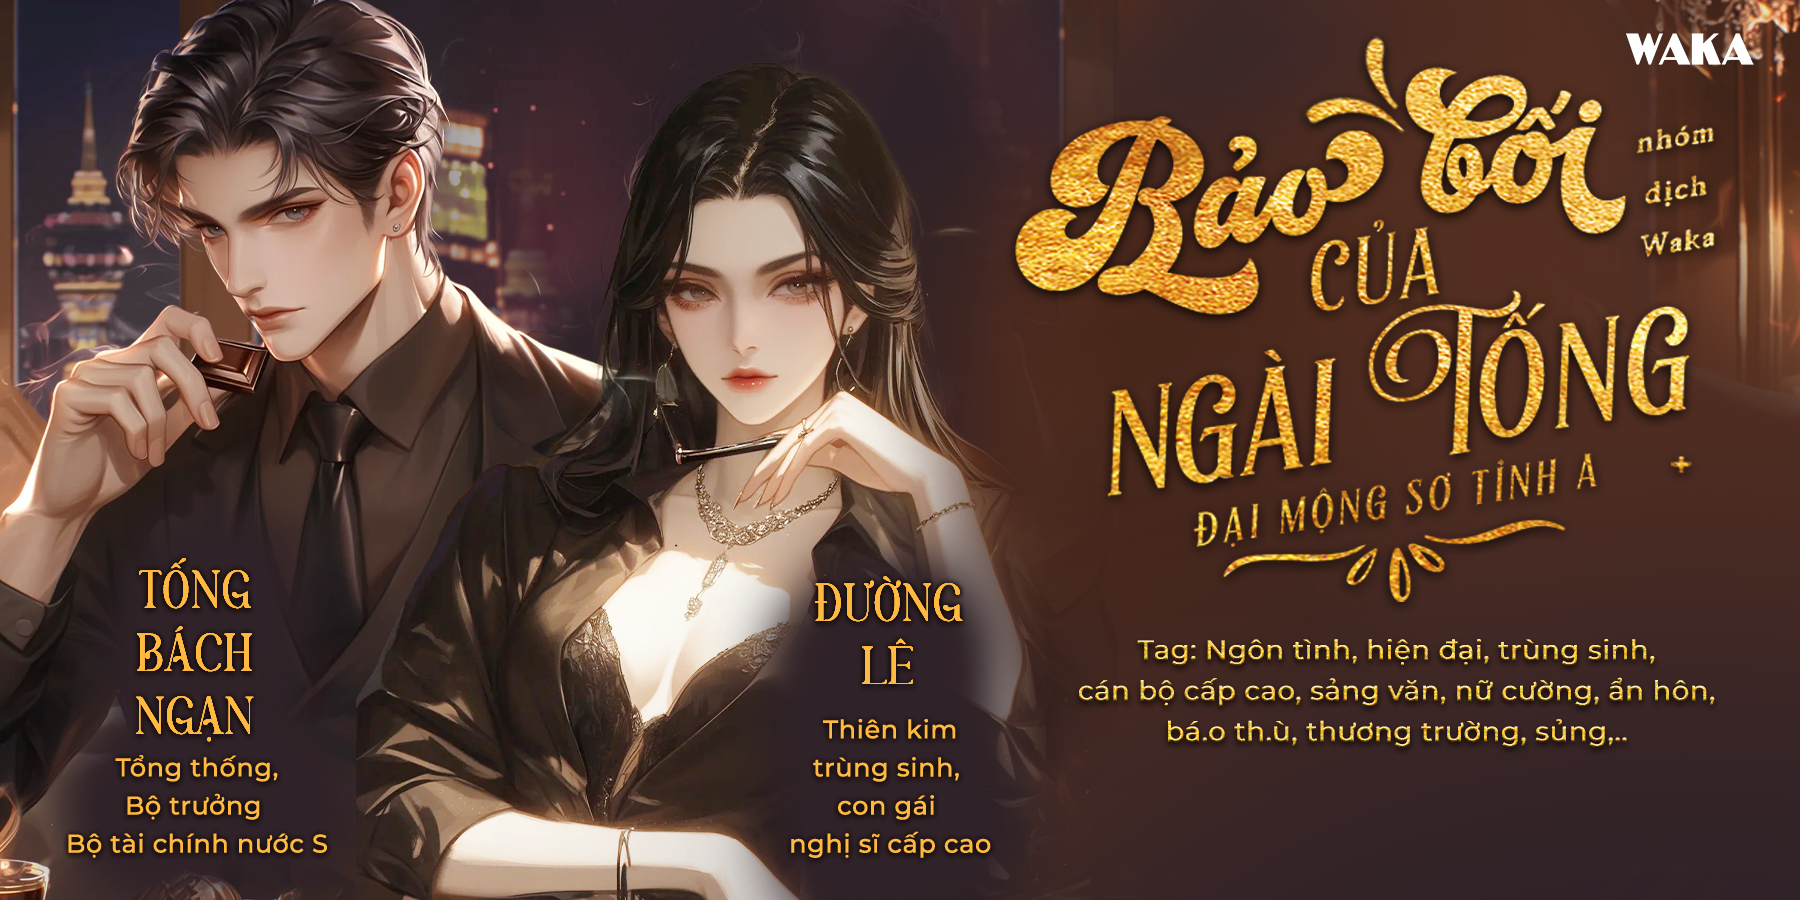 WAKA
Bảo Bối
nhóm
dịch
Waka
CỦA
NGÀI TỐNG
ĐẠI MỘNG SƠ TỈNH A
Tag: Ngôn tình, hiện đại, trùng sinh,
cán bộ cấp cao, sảng văn, nữ cường, ẩn hôn,
bá.o th.ù, thương trường, sủng,..
TỐNG
BÁCH
NGẠN
Tổng thống,
Bộ trưởng
Bộ tài chính nước S
ĐƯỜNG
LÊ
Thiên kim
trùng sinh,
con gái
nghị sĩ cấp cao